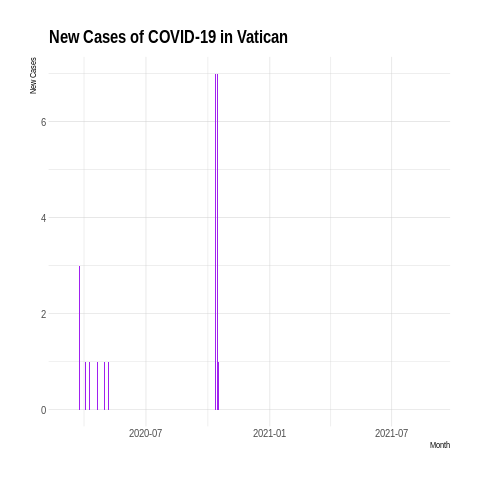 New Cases of COVID-19 in Vatican
New Cases
6
4
2
0
2020-07
2021-01
2021-07
Month